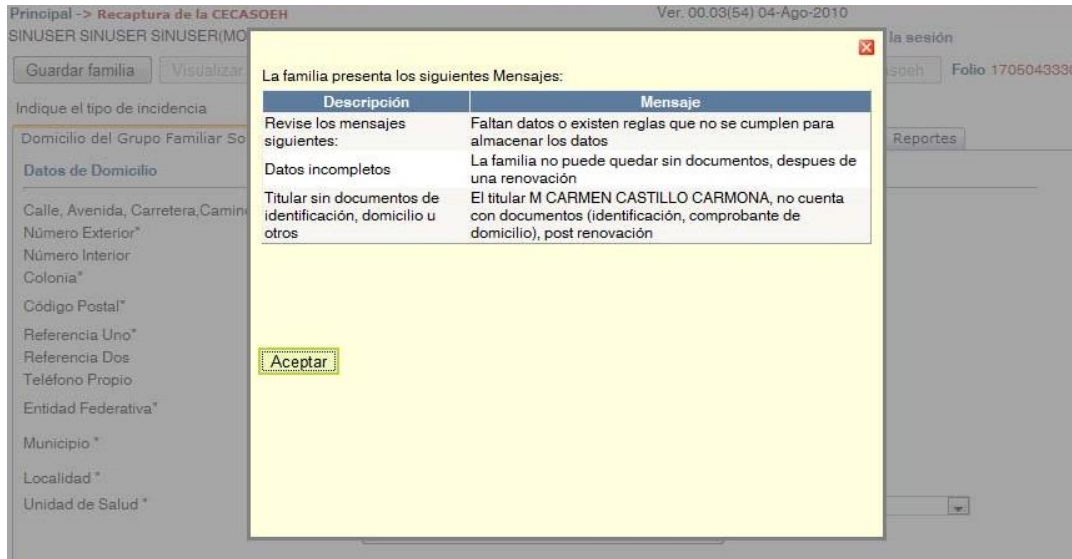 Principal -> Recaptura de la CECASOEH Ver. 00.03(54) 04-Ago-2010
SINUSER SINUSER SINUSER(MO la sesión
Guardar familia Visualizar Folio 1705043330
Indique el tipo de incidencia
Domicilio del Grupo Familiar So Reportes
Datos de Domicilio
Calle, Avenida, Carretera,Camino
Número Exterior*
Número Interior
Colonia*
Código Postal*
Referencia Uno*
Referencia Dos
Teléfono Propio
Entidad Federativa*
Municipio *
Localidad *
Unidad de Salud *
La familia presenta los siguientes Mensajes:
Descripción Mensaje
Revise los mensajes Faltan datos o existen reglas que no se cumplen para
siguientes: almacenar los datos
Datos incompletos La familia no puede quedar sin documentos, despues de
una renovación
Titular sin documentos de El titular M CARMEN CASTILLO CARMONA, no cuenta
identificación, domicilio u con documentos (identificación, comprobante de
otros domicilio), post renovación
Aceptar